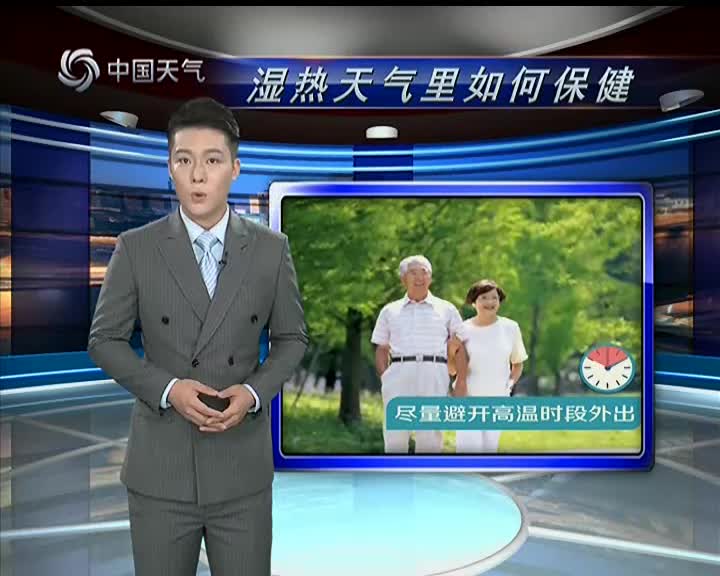 中国天气
湿热天气里如何保健
尽量避开高温时段外出